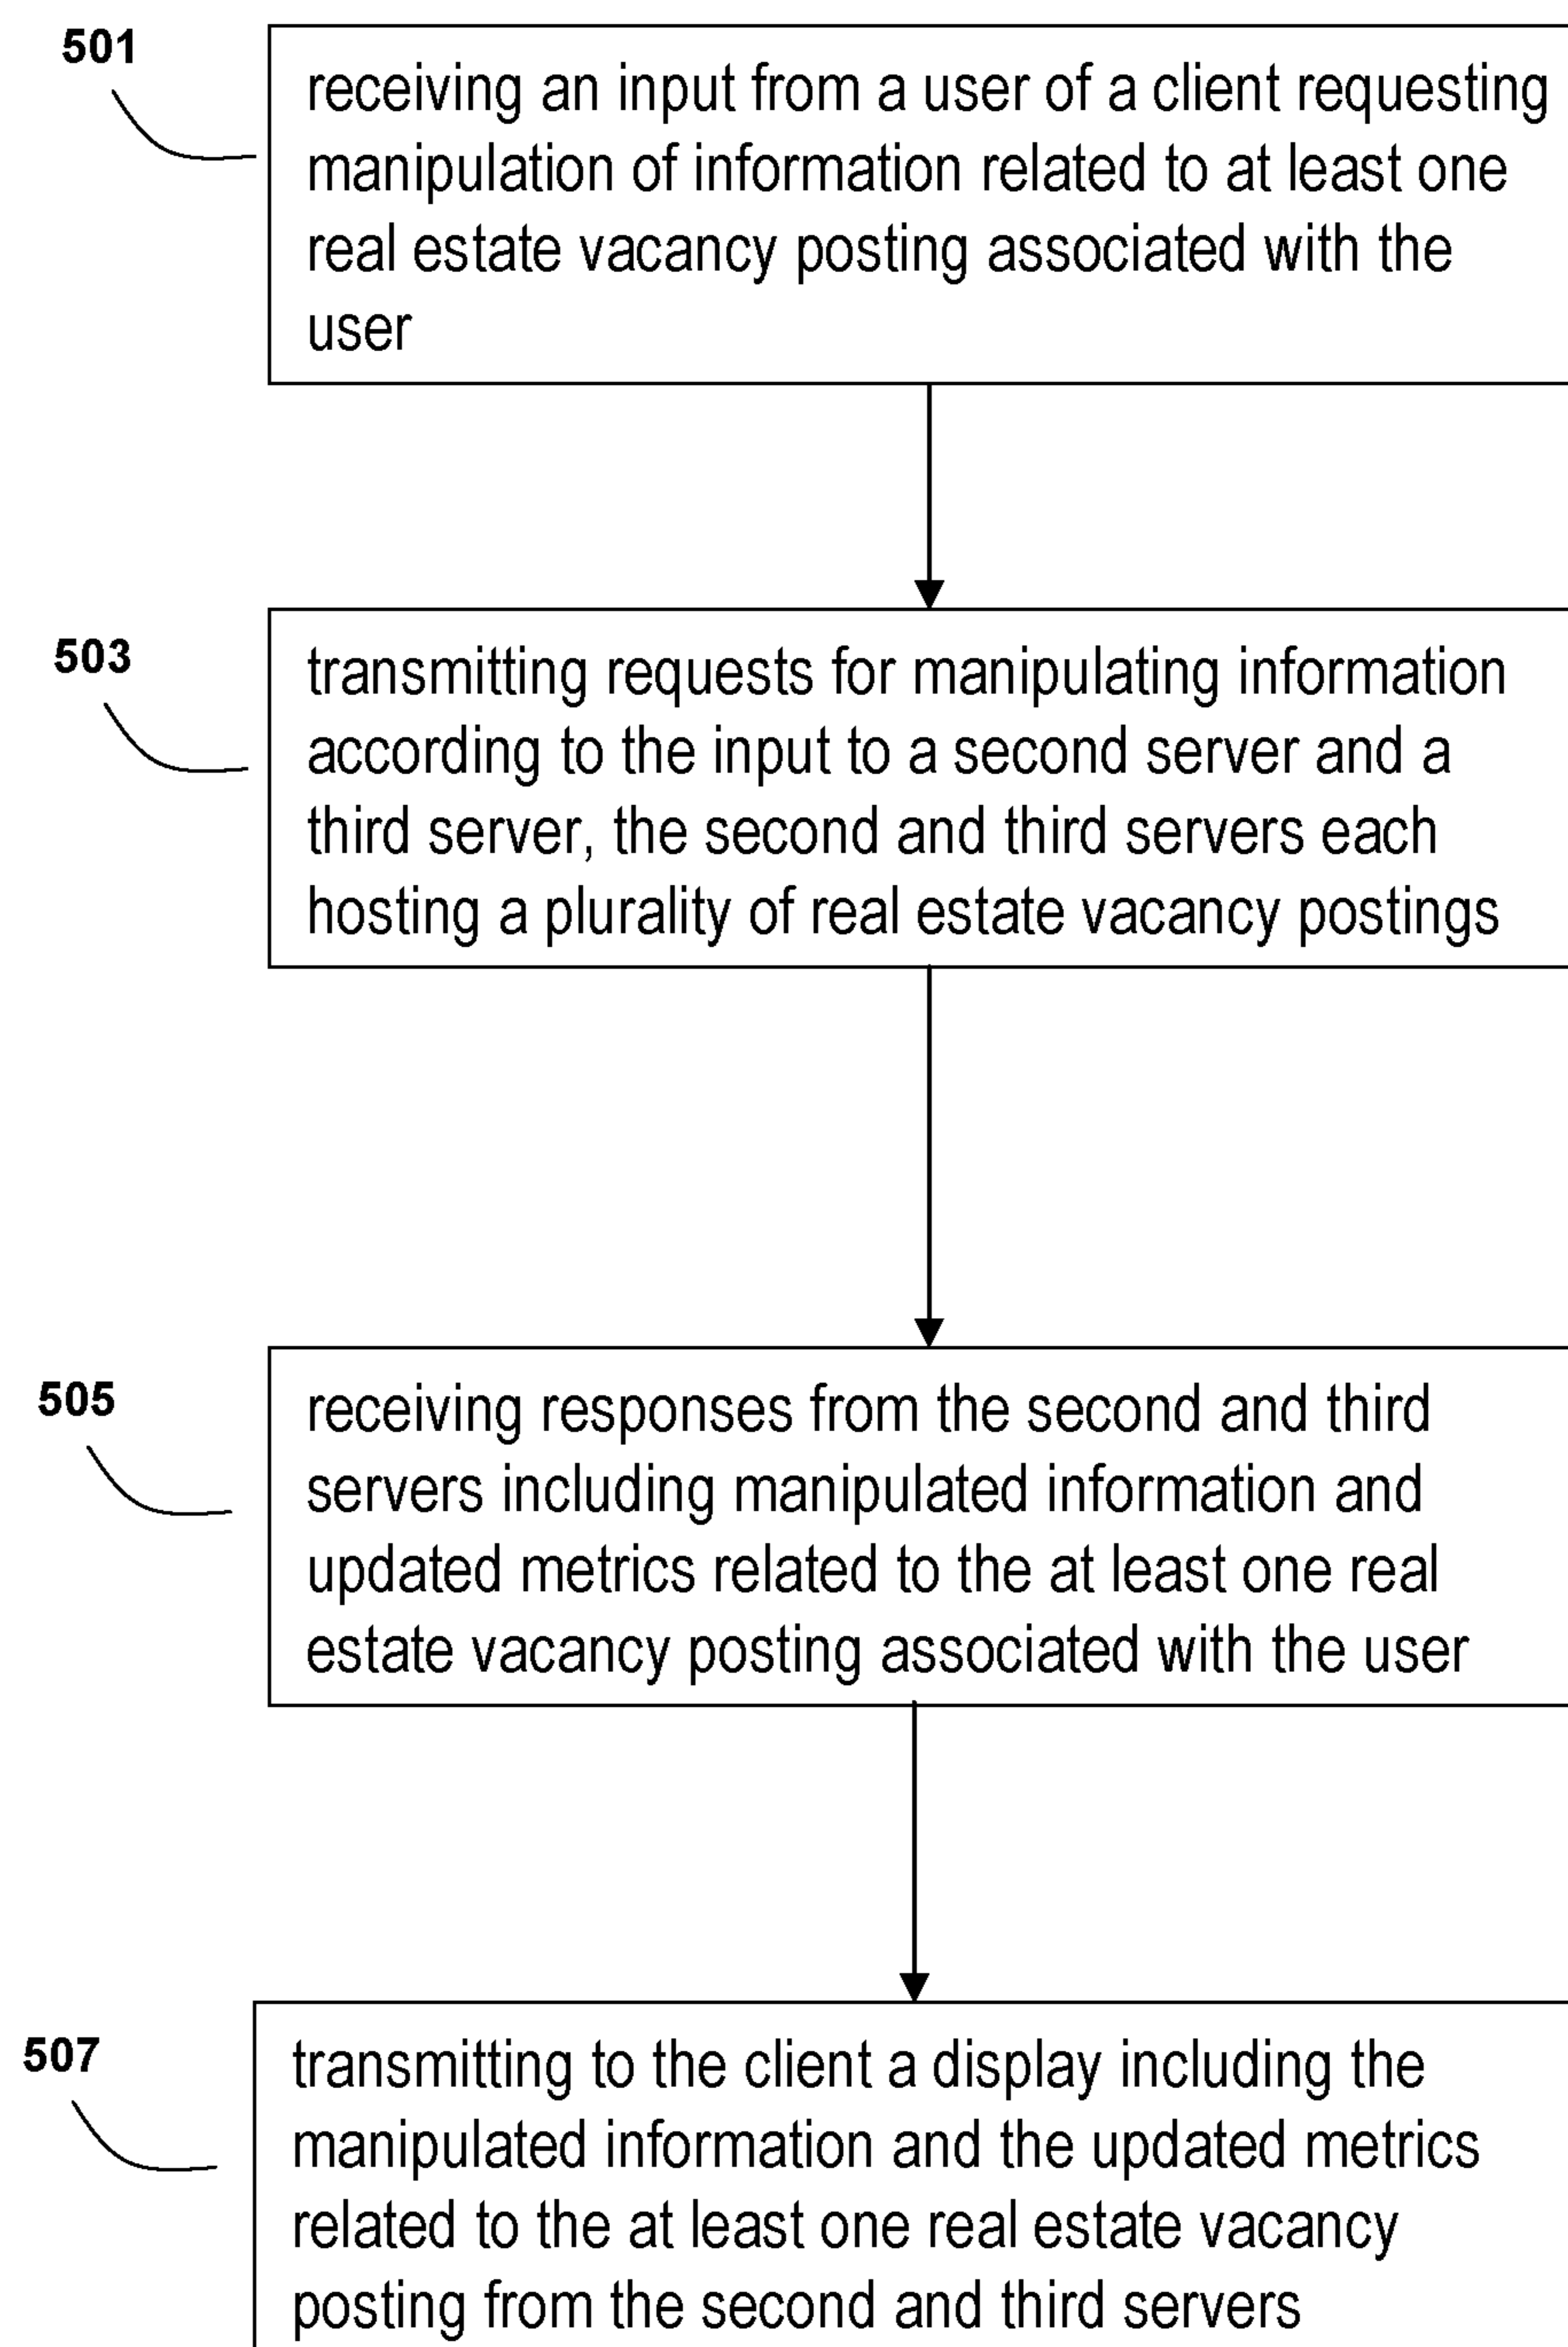 501
receiving an input from a user of a client requesting
manipulation of information related to at least one
real estate vacancy posting associated with the
user
503
transmitting requests for manipulating information
according to the input to a second server and a
third server, the second and third servers each
hosting a plurality of real estate vacancy postings
505
receiving responses from the second and third
servers including manipulated information and
updated metrics related to the at least one real
estate vacancy posting associated with the user
507
transmitting to the client a display including the
manipulated information and the updated metrics
related to the at least one real estate vacancy
posting from the second and third servers